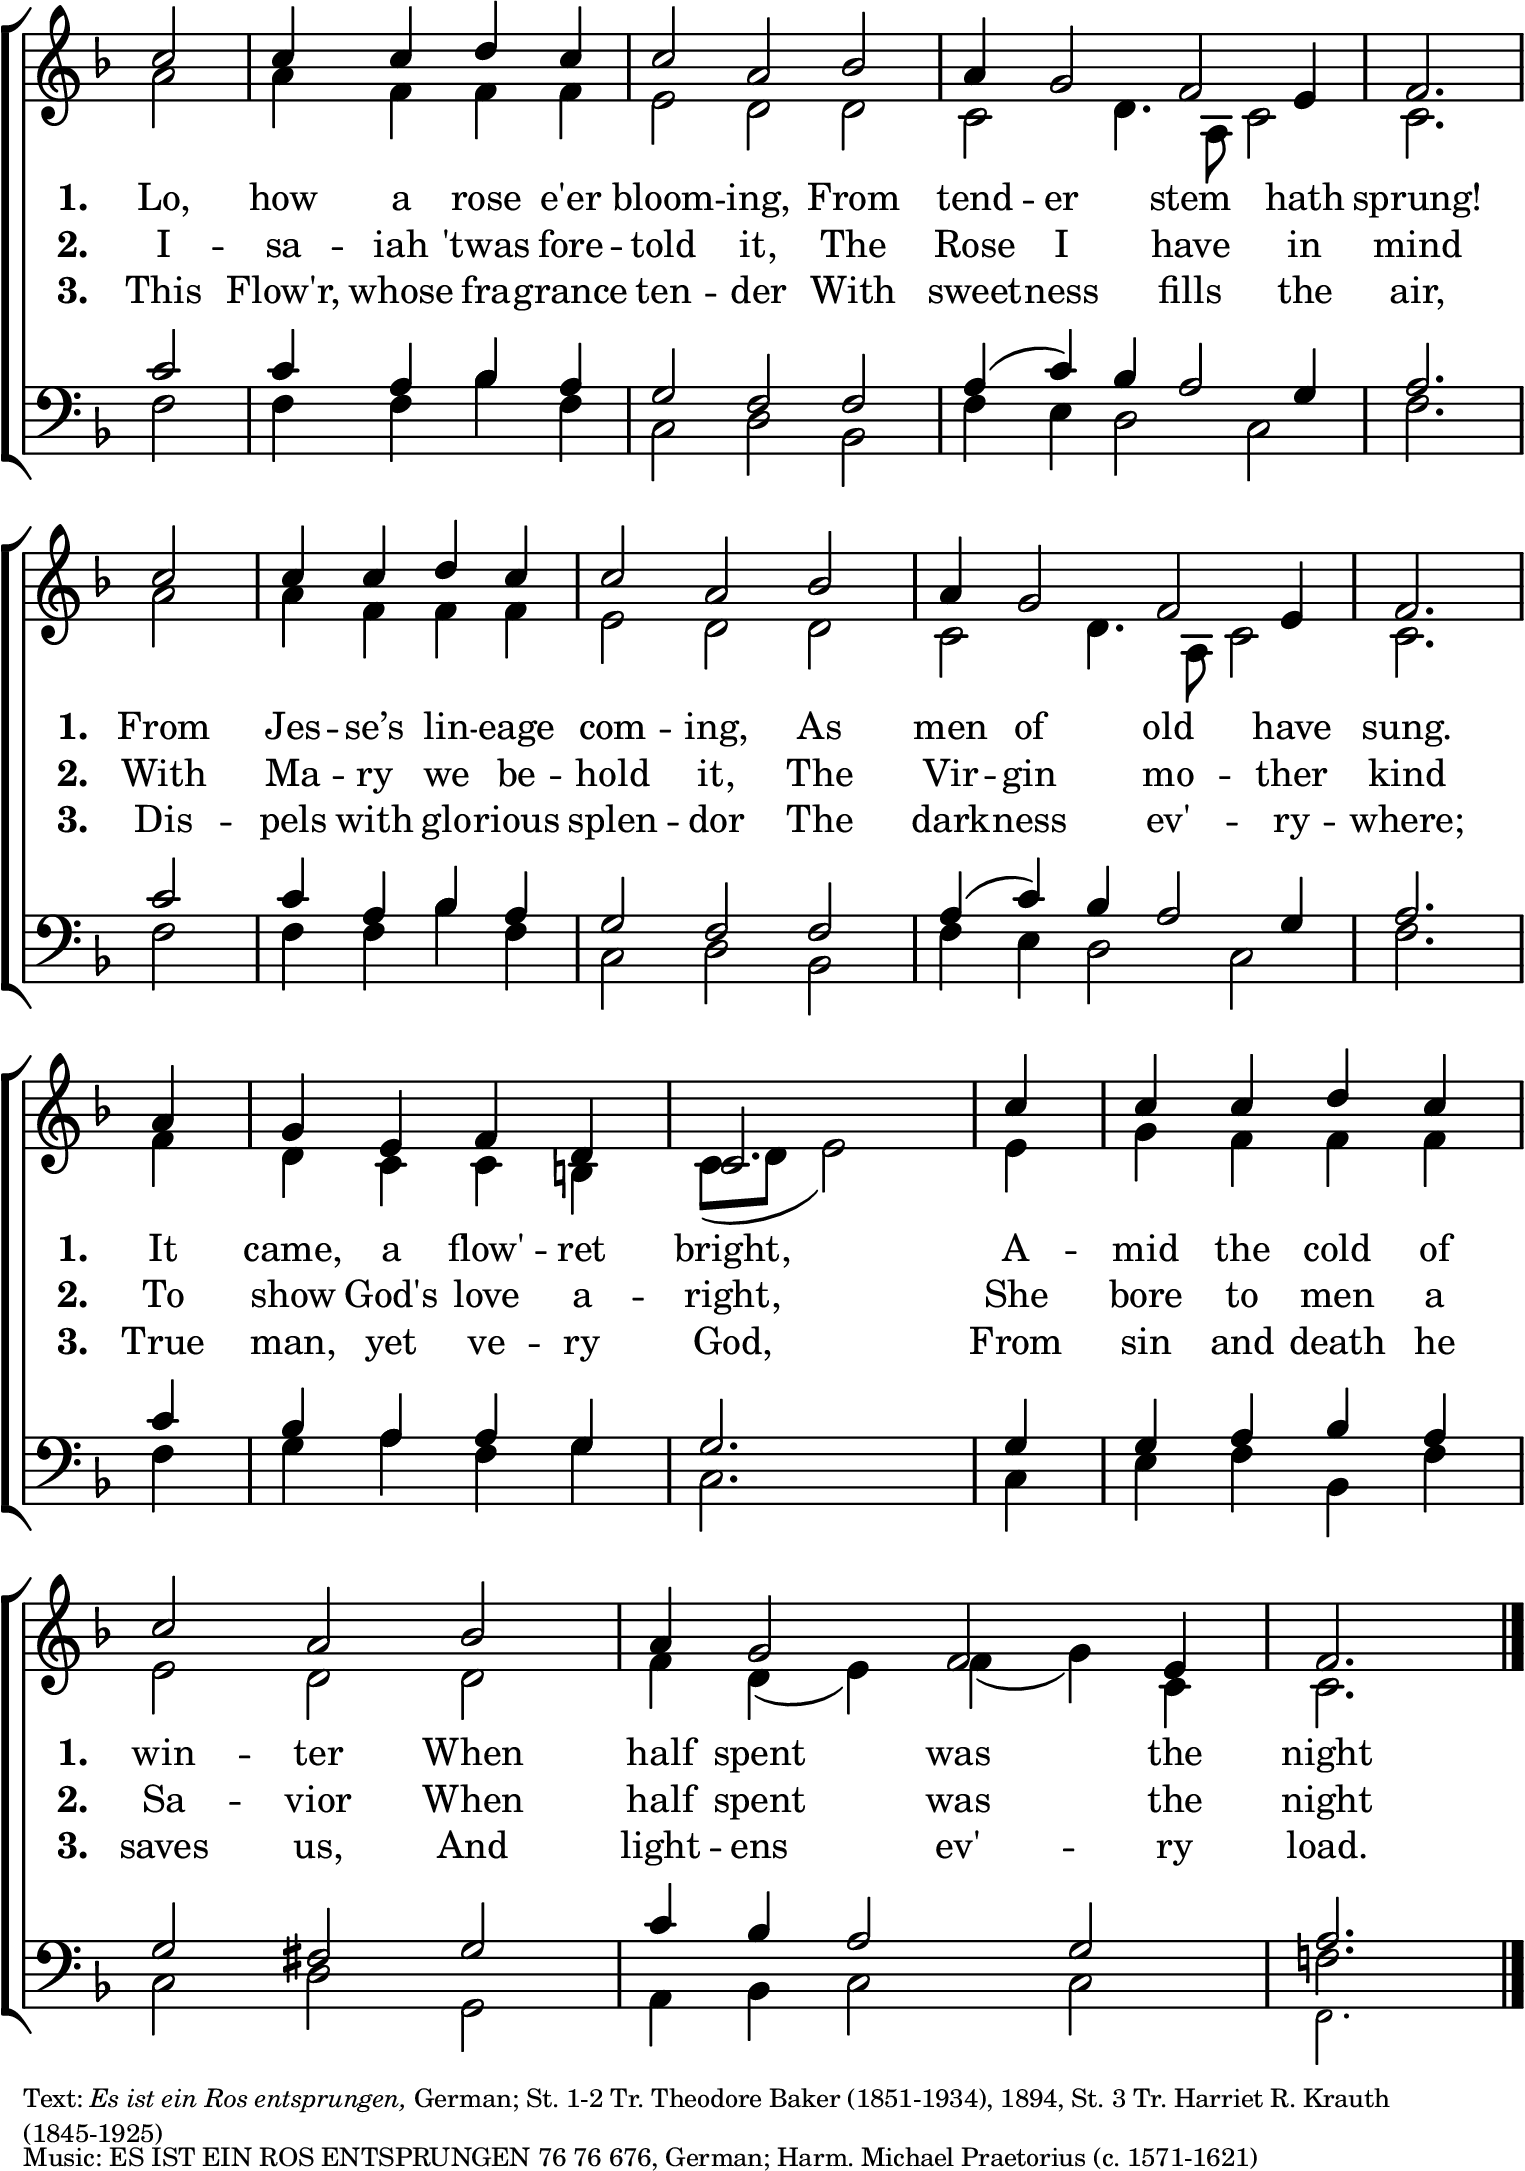 1. Lo, how a rose e'er bloom -- ing, From tend -- er stem hath sprung!
2. I -- sa -- iah 'twas fore -- told it, The Rose I have in mind
3. This Flow'r, whose fragrance ten -- der With sweetness fills the air,
1. From Jes -- se’s lin -- eage com -- ing, As men of old have sung.
2. With Ma -- ry we be -- hold it, The Vir -- gin mo -- ther kind
3. Dis -- pels with glorious splen -- dor The darkness ev' -- ry -- where;
1. It came, a flow' -- ret bright, A -- mid the cold of
2. To show God's love a -- right, She bore to men a
3. True man, yet ve -- ry God, From sin and death he
1. win -- ter When half spent was the night
2. Sa -- vior When half spent was the night
3. saves us, And light -- ens ev' -- ry load.
Text: Es ist ein Ros entsprungen, German; St. 1-2 Tr. Theodore Baker (1851-1934), 1894, St. 3 Tr. Harriet R. Krauth
(1845-1925)
Music: ES IST EIN ROS ENTSPRUNGEN 76 76 676, German; Harm. Michael Praetorius (c. 1571-1621)